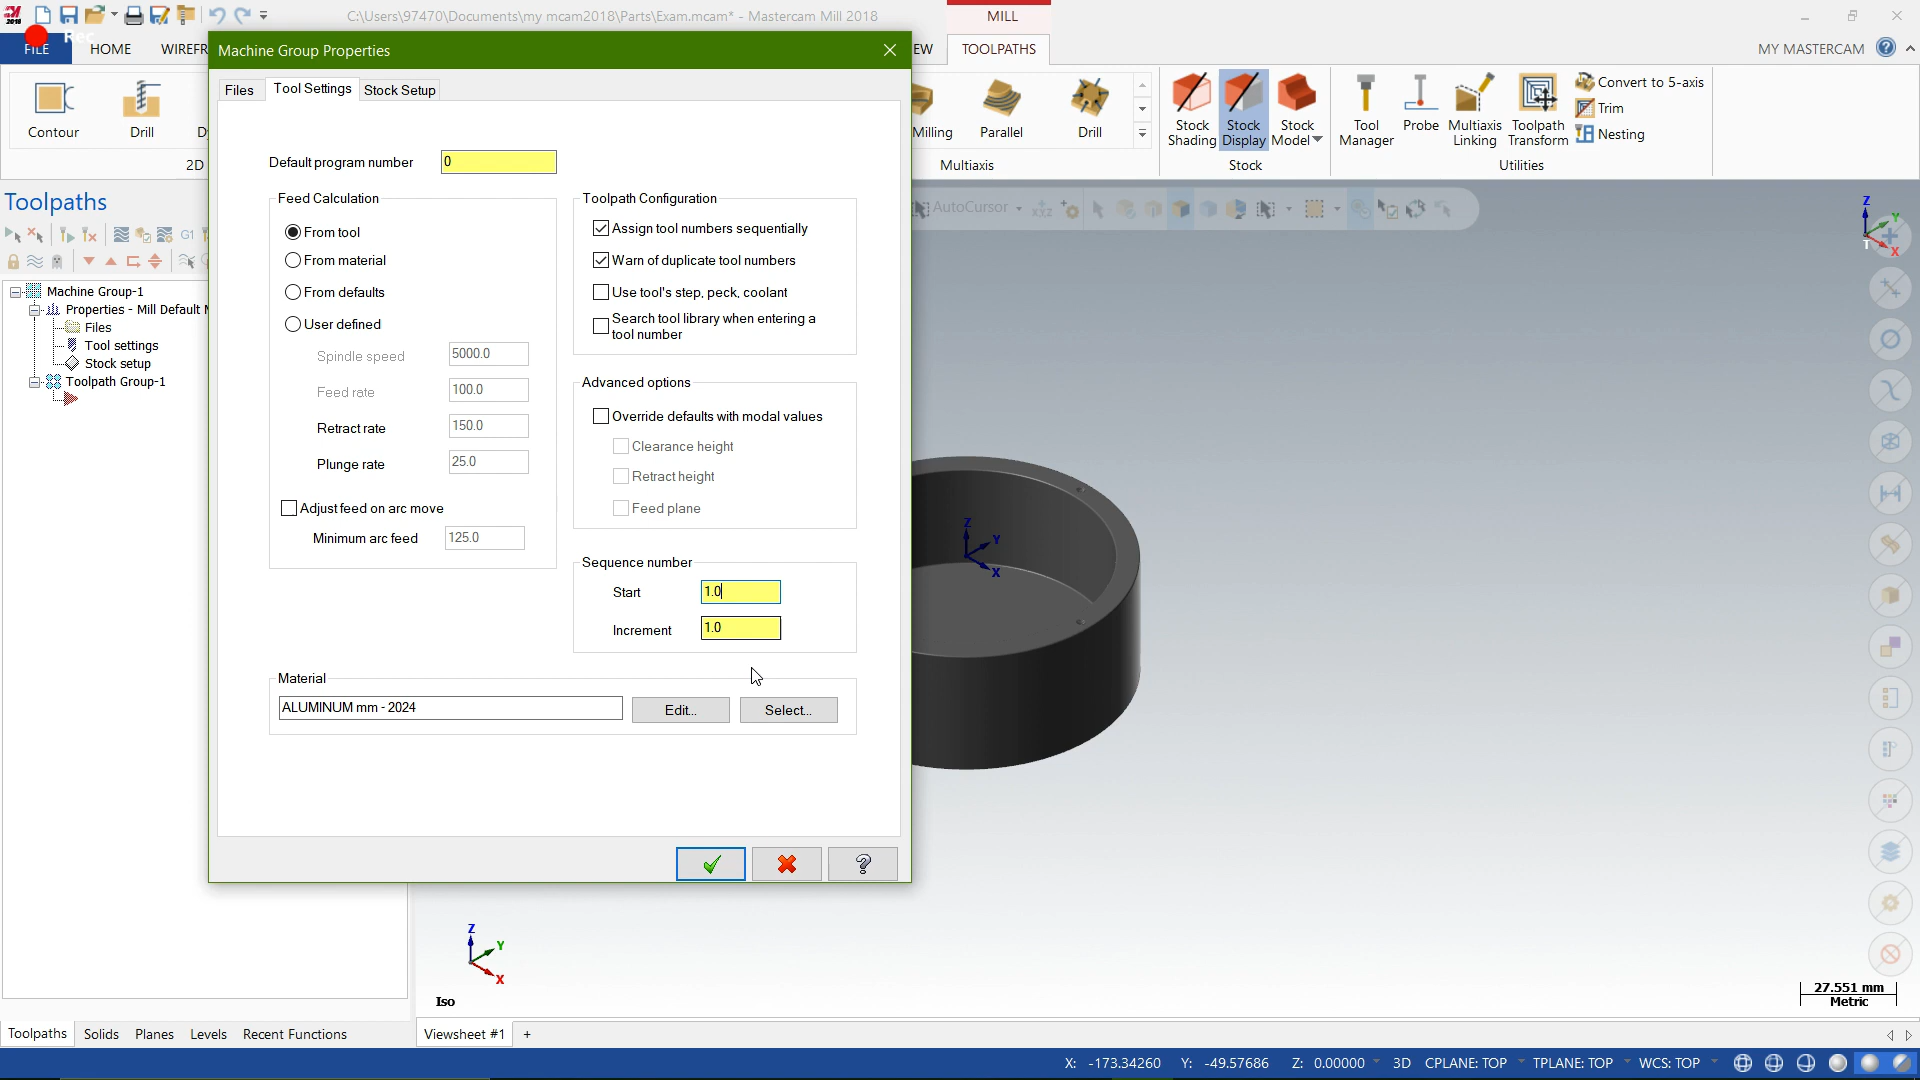 C:\Users\97470\Documents\my mcam2018\Parts\Exam.mcam* - Mastercam Mill 2018
MILL
Rec
FILE
HOME
WIREFR
EW
TOOLPATHS
MY MASTERCAM
Machine Group Properties
Files
Tool Settings
Stock Setup
Contour
Drill
D
2D
Milling
Parallel
Drill
Multiaxis
Stock Shading
Stock Display
Stock Model
Stock
Tool Manager
Probe
Multiaxis Linking
Toolpath Transform
Convert to 5-axis
Trim
Nesting
Utilities
Toolpaths
G1
Machine Group-1
Properties - Mill Default M
Files
Tool settings
Stock setup
Toolpath Group-1
Default program number
0
Feed Calculation
From tool
From material
From defaults
User defined
Spindle speed 5000.0
Feed rate 100.0
Retract rate 150.0
Plunge rate 25.0
Adjust feed on arc move
Minimum arc feed 125.0
Toolpath Configuration
Assign tool numbers sequentially
Warn of duplicate tool numbers
Use tool's step, peck, coolant
Search tool library when entering a
tool number
Advanced options
Override defaults with modal values
Clearance height
Retract height
Feed plane
Sequence number
Start 1.0
Increment 1.0
Material
ALUMINUM mm - 2024
Edit...
Select...
AutoCursor
xyz
Z
Y
X
T
Z
Y
X
Z
Y
X
Iso
27.551 mm
Metric
Toolpaths
Solids
Planes
Levels
Recent Functions
Viewsheet #1
+
X: -173.34260
Y: -49.57686
Z: 0.00000
3D
CPLANE: TOP
TPLANE: TOP
WCS: TOP